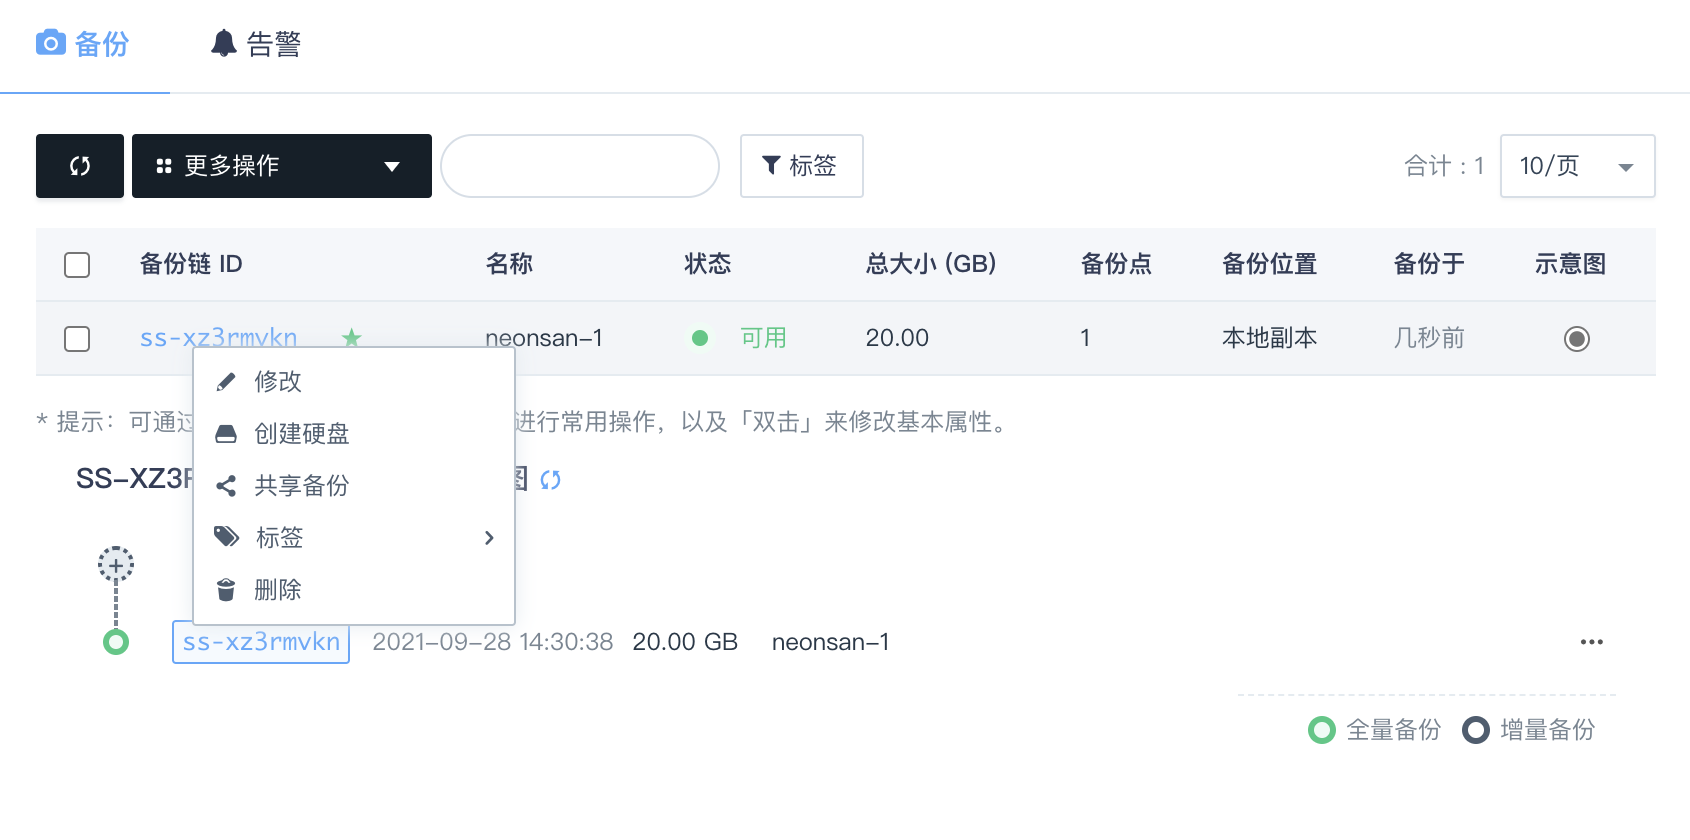 备份 告警
更多操作 标签 合计：1 10/页
备份链 ID 名称 状态 总大小 (GB) 备份点 备份位置 备份于 示意图
ss-xz3rmvkn neonsan-1 可用 20.00 1 本地副本 几秒前
修改
* 提示：可通过 进行常用操作，以及「双击」来修改基本属性。
创建硬盘
SS-XZ3 图
共享备份
标签
删除
ss-xz3rmvkn 2021-09-28 14:30:38 20.00 GB neonsan-1
全量备份 增量备份